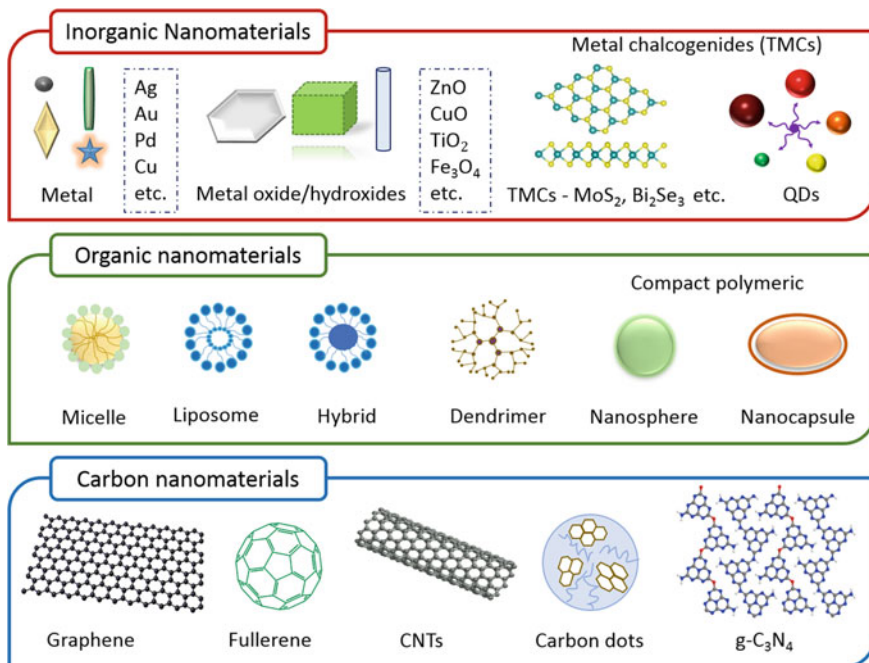 Inorganic Nanomaterials
Metal chalcogenides (TMCs)
Ag
Au
Pd
Cu
etc.
ZnO
CuO
TiO₂
Fe₃O₄
etc.
Metal
Metal oxide/hydroxides
TMCs - MoS₂, Bi₂Se₃ etc.
QDs
Organic nanomaterials
Compact polymeric
Micelle
Liposome
Hybrid
Dendrimer
Nanosphere
Nanocapsule
Carbon nanomaterials
Graphene
Fullerene
CNTs
Carbon dots
g-C₃N₄